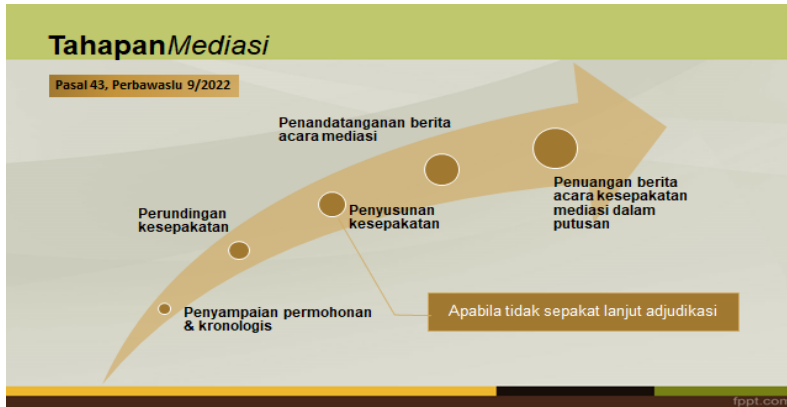 TahapanMediasi
Pasal 43, Perbawaslu 9/2022
Penyampaian permohonan
& kronologis
Perundingan
kesepakatan
Penyusunan
kesepakatan
Apabila tidak sepakat lanjut adjudikasi
Penandatanganan berita
acara mediasi
Penuangan berita
acara kesepakatan
mediasi dalam
putusan
fppt.com